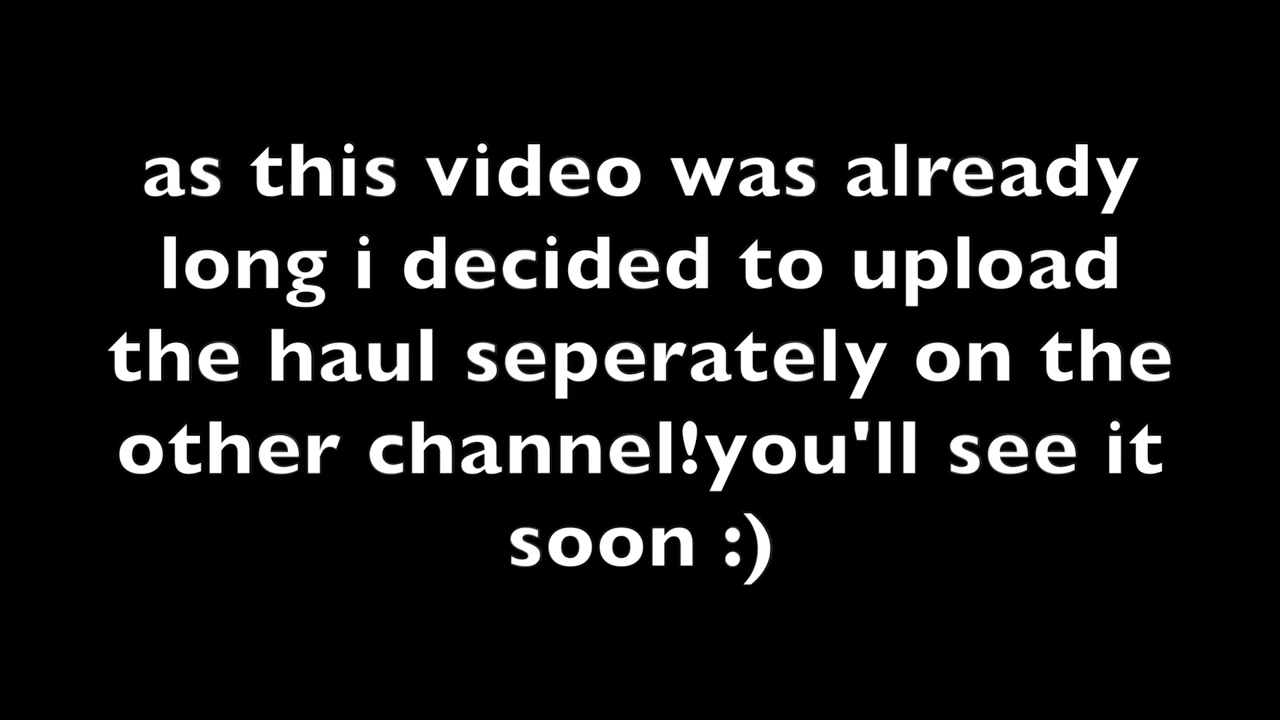 as this video was already
long i decided to upload
the haul seperately on the
other channel!you'll see it
soon :)